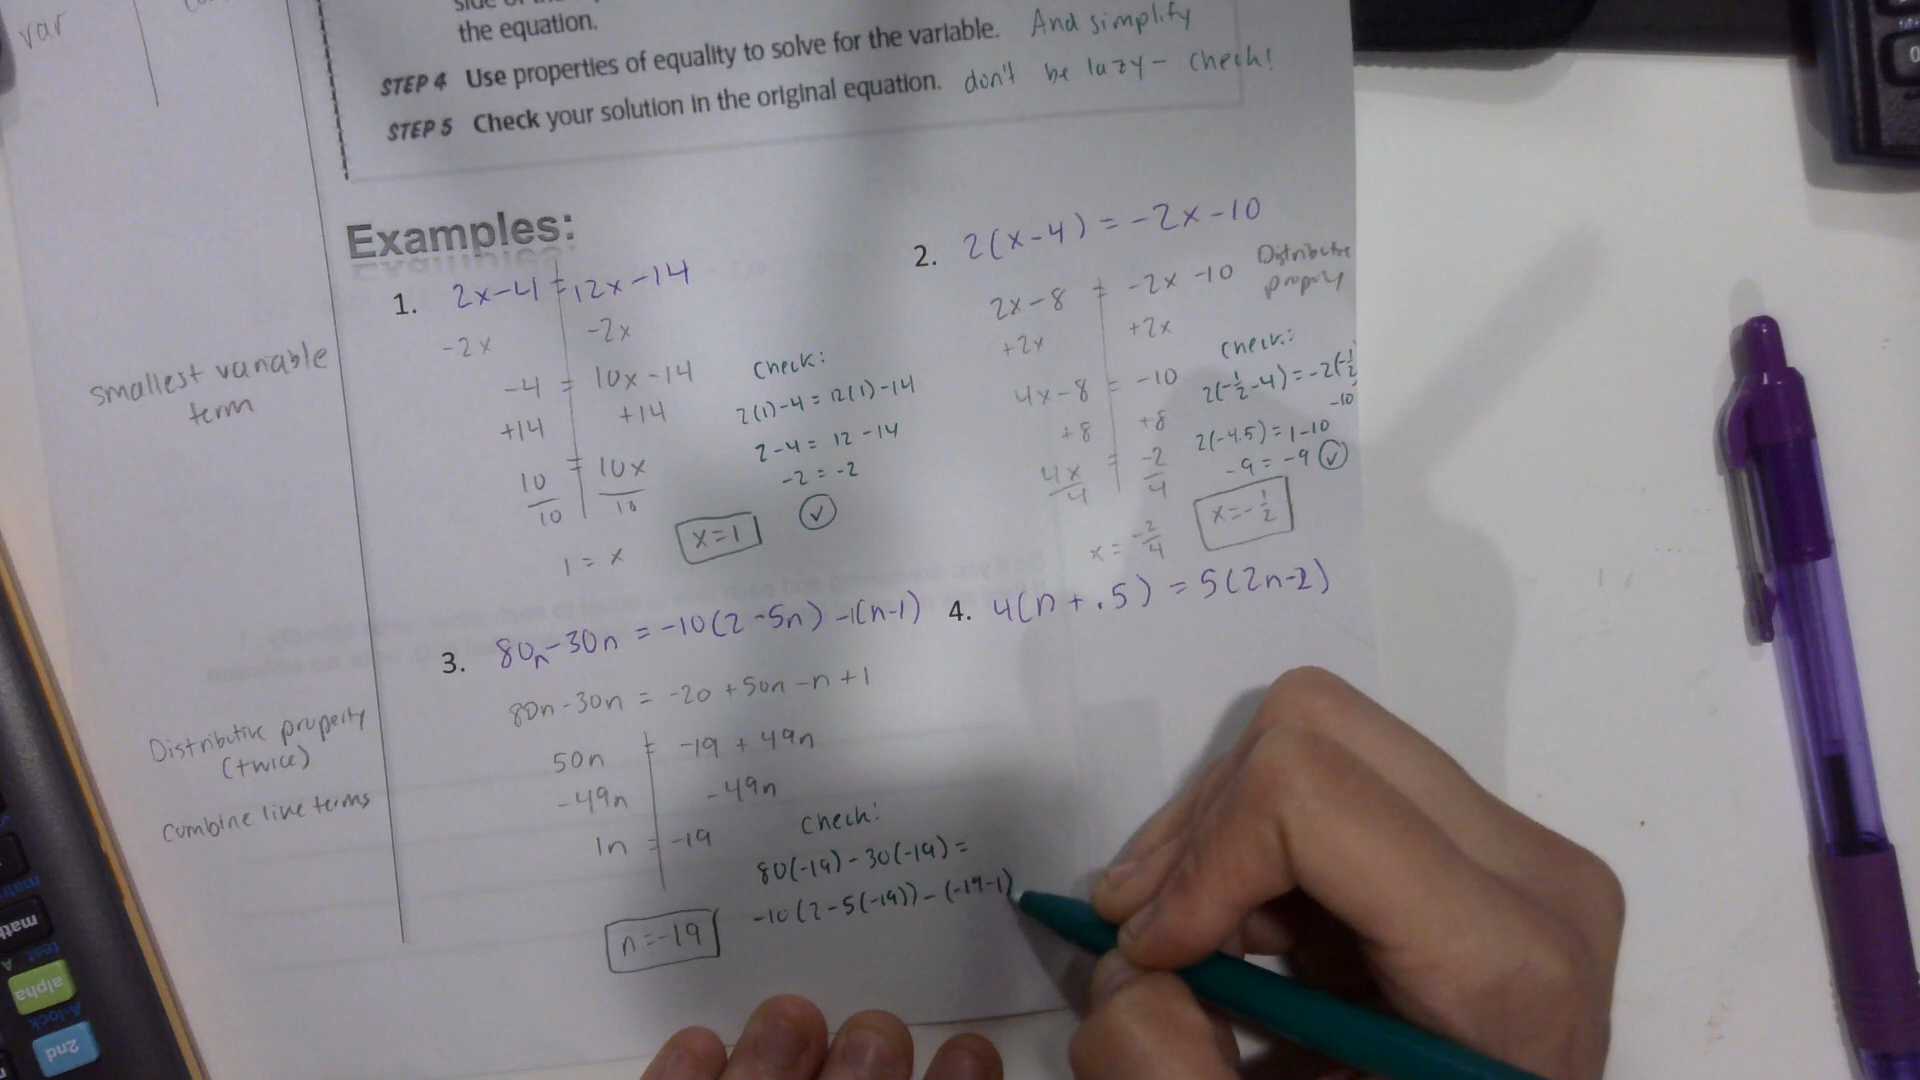 var
the equation.
STEP 4 Use properties of equality to solve for the variable. And simplify
STEP 5 Check your solution in the original equation. don't be lazy - check!
Examples:
1. 2x-4 = 12x-14
-2x -2x
-4 = 10x-14
+14 +14
10 = 10x
10 10
1 = x
x=1
check:
2(1)-4 = 12(1)-14
2-4 = 12-14
-2 = -2
✓
smallest variable
term
2. 2(x-4) = -2x-10
Distributive
property
2x-8 = -2x -10
+2x +2x
4x-8 = -10
+8 +8
4x = -2
4 4
x = -2/4
x=-1/2
check:
2(-1/2-4) = -2(-1/2)
-10
2(-4.5) = 1-10
-9 = -9 ✓
3. 80n-30n = -10(2-5n) -1(n-1)
80n-30n = -20 +50n -n +1
50n = -19 + 49n
-49n -49n
1n = -19
n=-19
Check:
80(-19) - 30(-19) =
-10(2-5(-19)) - (-19-1)
Distributive property
(twice)
Combine like terms
4. 4(n+.5) = 5(2n-2)
math
test A
alpha
A-lock
2nd